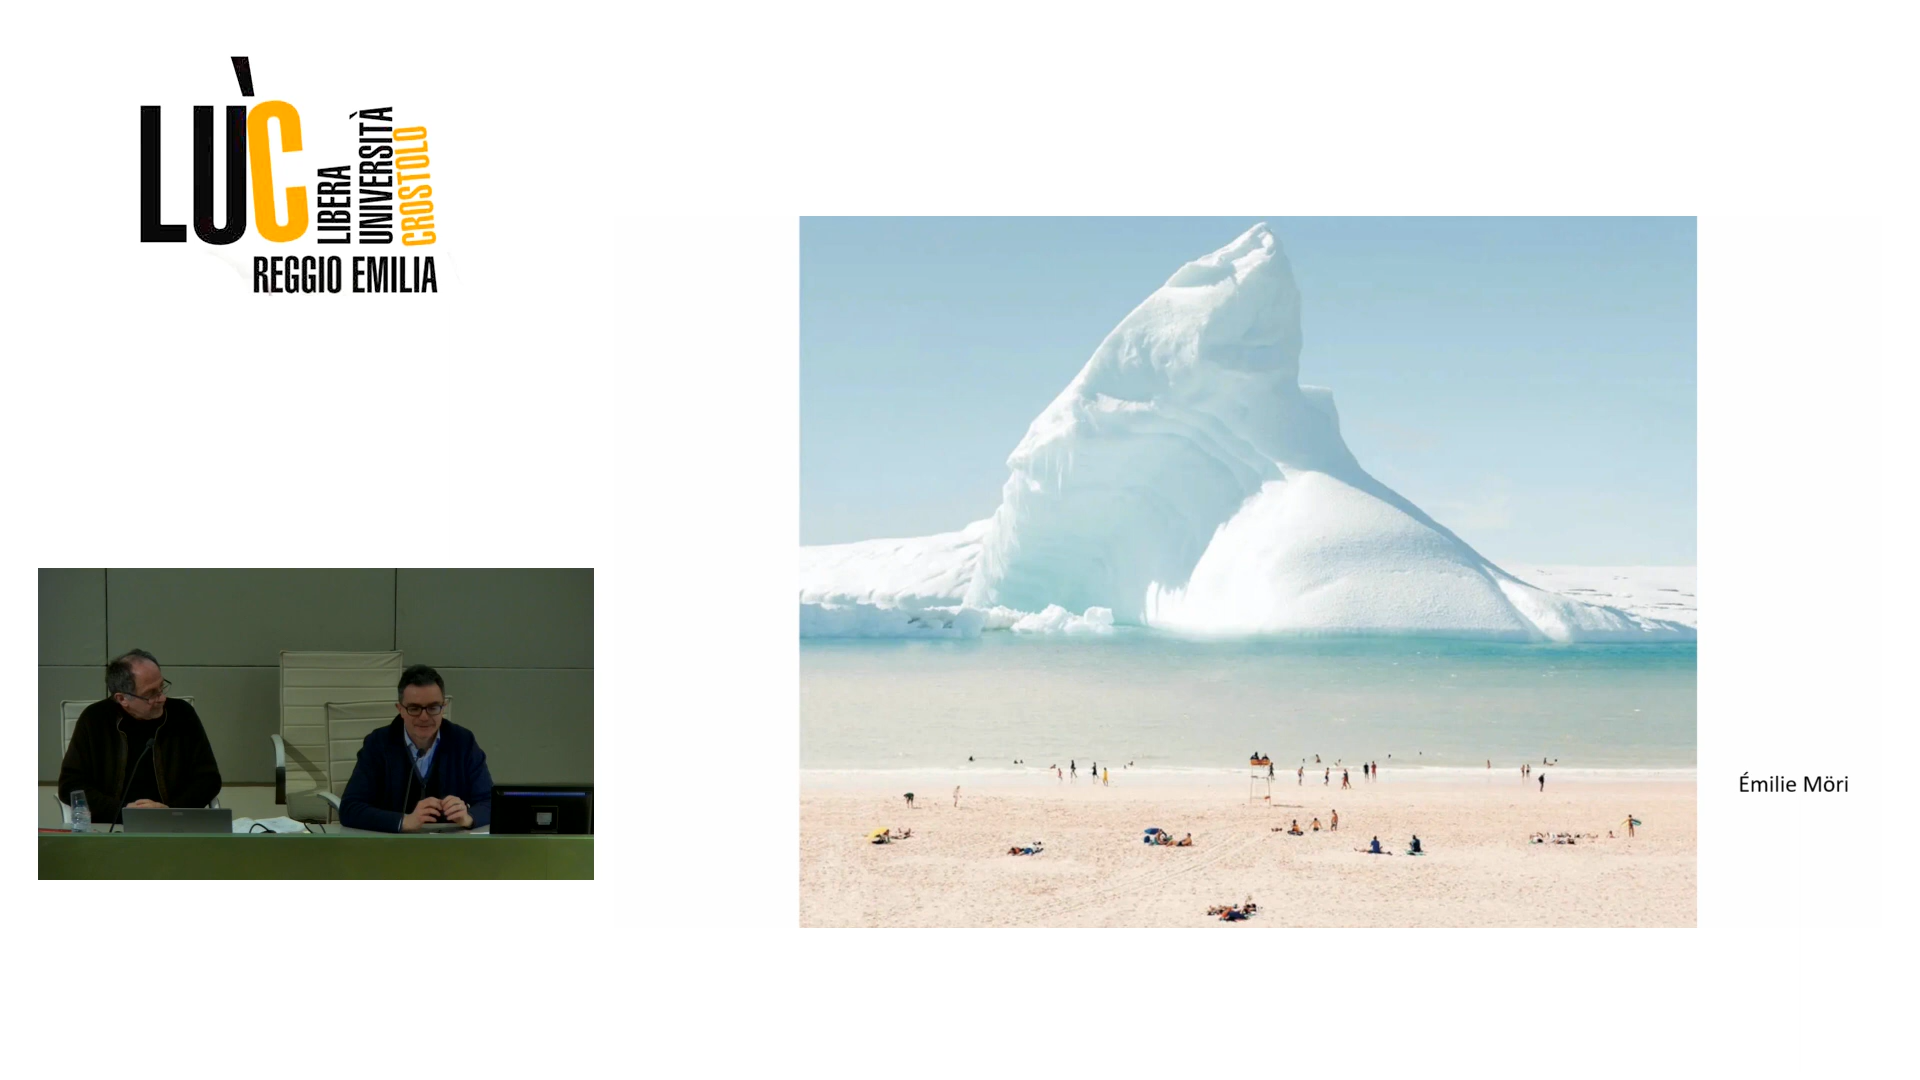 LÙC
LIBERA
UNIVERSITÀ
CROSTOLO
REGGIO EMILIA
Émilie Möri